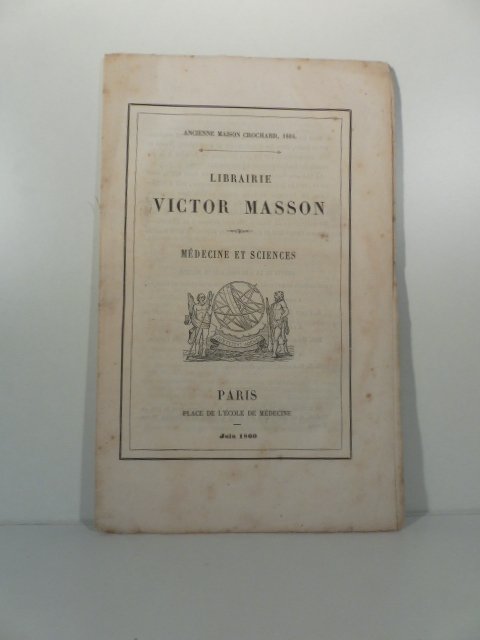 ANCIENNE MAISON CROCHARD, 1804.
LIBRAIRIE
VICTOR MASSON
MÉDECINE ET SCIENCES
PARIS
PLACE DE L'ÉCOLE DE MÉDECINE
Juin 1860